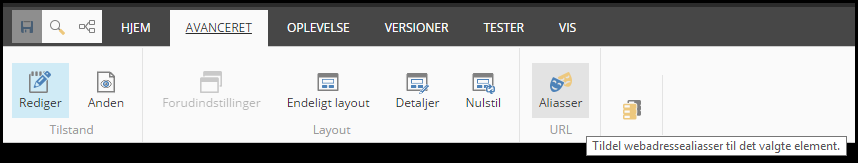 HJEM AVANCERET OPLEVELSE VERSIONER TESTER VIS
Rediger Anden Forudindstillinger Endeligt layout Detaljer Nulstil Aliasser
Tilstand Layout URL
Tildel webadressealiasser til det valgte element.